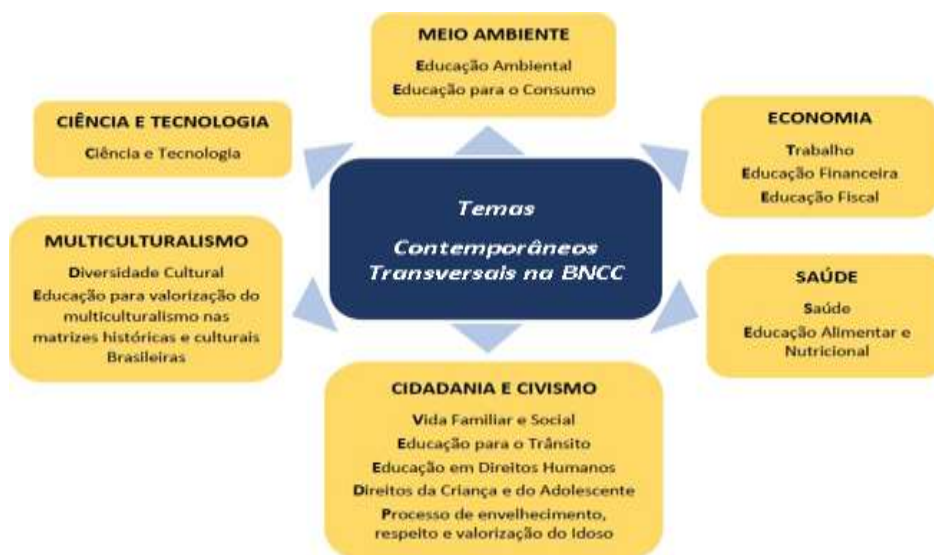 MEIO AMBIENTE
Educação Ambiental
Educação para o Consumo
CIÊNCIA E TECNOLOGIA
Ciência e Tecnologia
ECONOMIA
Trabalho
Educação Financeira
Educação Fiscal
Temas
Contemporâneos
Transversais na BNCC
MULTICULTURALISMO
Diversidade Cultural
Educação para valorização do
multiculturalismo nas
matrizes históricas e culturais
Brasileiras
SAÚDE
Saúde
Educação Alimentar e
Nutricional
CIDADANIA E CIVISMO
Vida Familiar e Social
Educação para o Trânsito
Educação em Direitos Humanos
Direitos da Criança e do Adolescente
Processo de envelhecimento,
respeito e valorização do Idoso